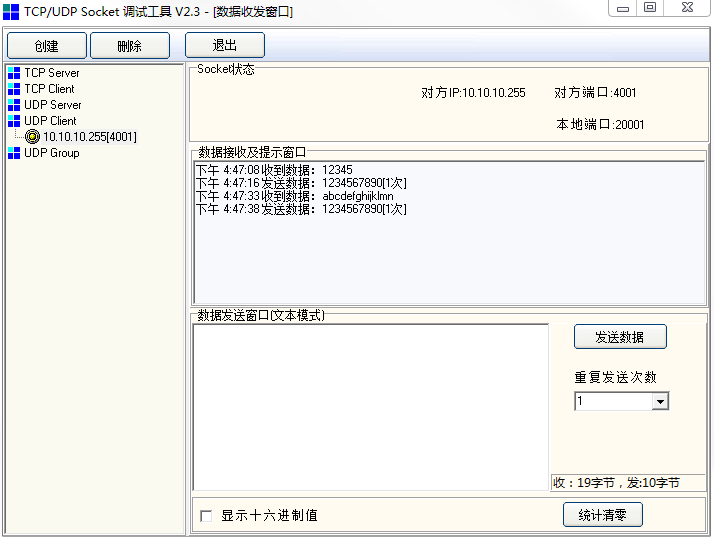 TCP/UDP Socket 调试工具 V2.3 - [数据收发窗口]
创建 删除 退出
TCP Server
TCP Client
UDP Server
UDP Client
10.10.10.255[4001]
UDP Group
Socket状态
对方IP:10.10.10.255 对方端口:4001
本地端口:20001
数据接收及提示窗口
下午 4:47:08收到数据：12345
下午 4:47:16发送数据：1234567890[1次]
下午 4:47:33收到数据：abcdefghijklmn
下午 4:47:38发送数据：1234567890[1次]
数据发送窗口(文本模式)
发送数据
重复发送次数
1
收：19字节，发:10字节
显示十六进制值
统计清零